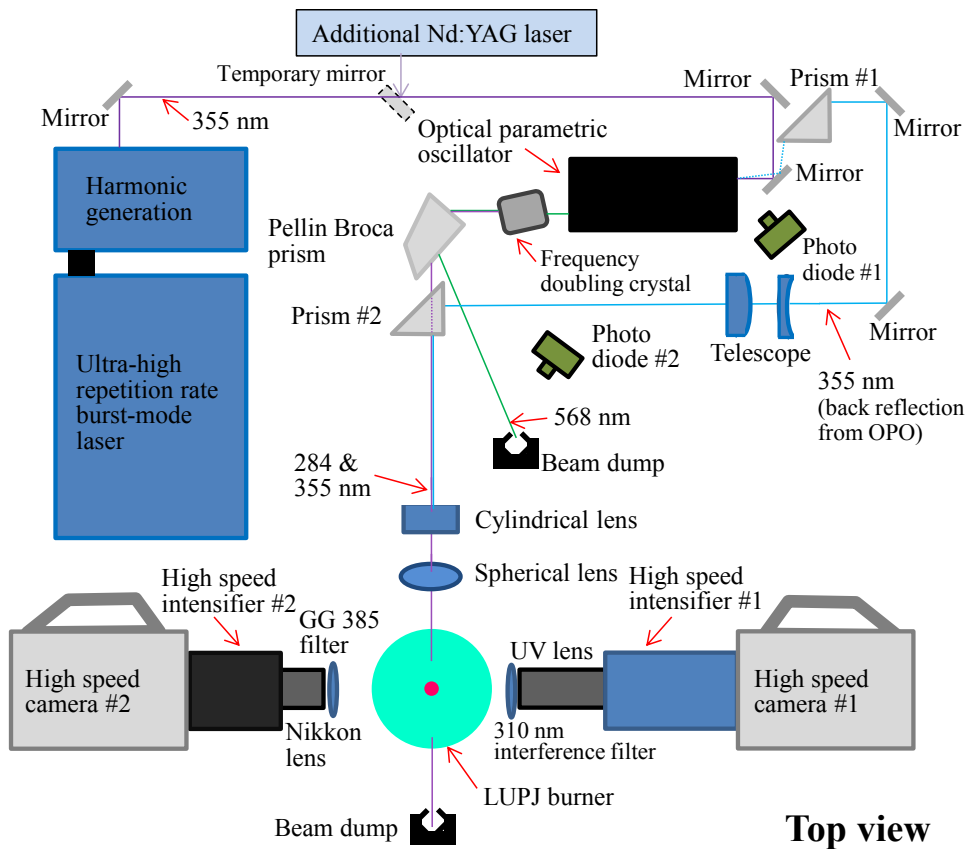 Additional Nd:YAG laser
Temporary mirror
Mirror
355 nm
Mirror
Prism #1
Mirror
Optical parametric
oscillator
Mirror
Harmonic
generation
Pellin Broca
prism
Frequency
doubling crystal
Photo
diode #1
Prism #2
Photo
diode #2
Telescope
Mirror
Ultra-high
repetition rate
burst-mode
laser
355 nm
(back reflection
from OPO)
568 nm
Beam dump
284 &
355 nm
Cylindrical lens
Spherical lens
High speed
intensifier #2
High speed
intensifier #1
GG 385
filter
UV lens
High speed
camera #2
High speed
camera #1
Nikkon
lens
310 nm
interference filter
LUPJ burner
Beam dump
Top view